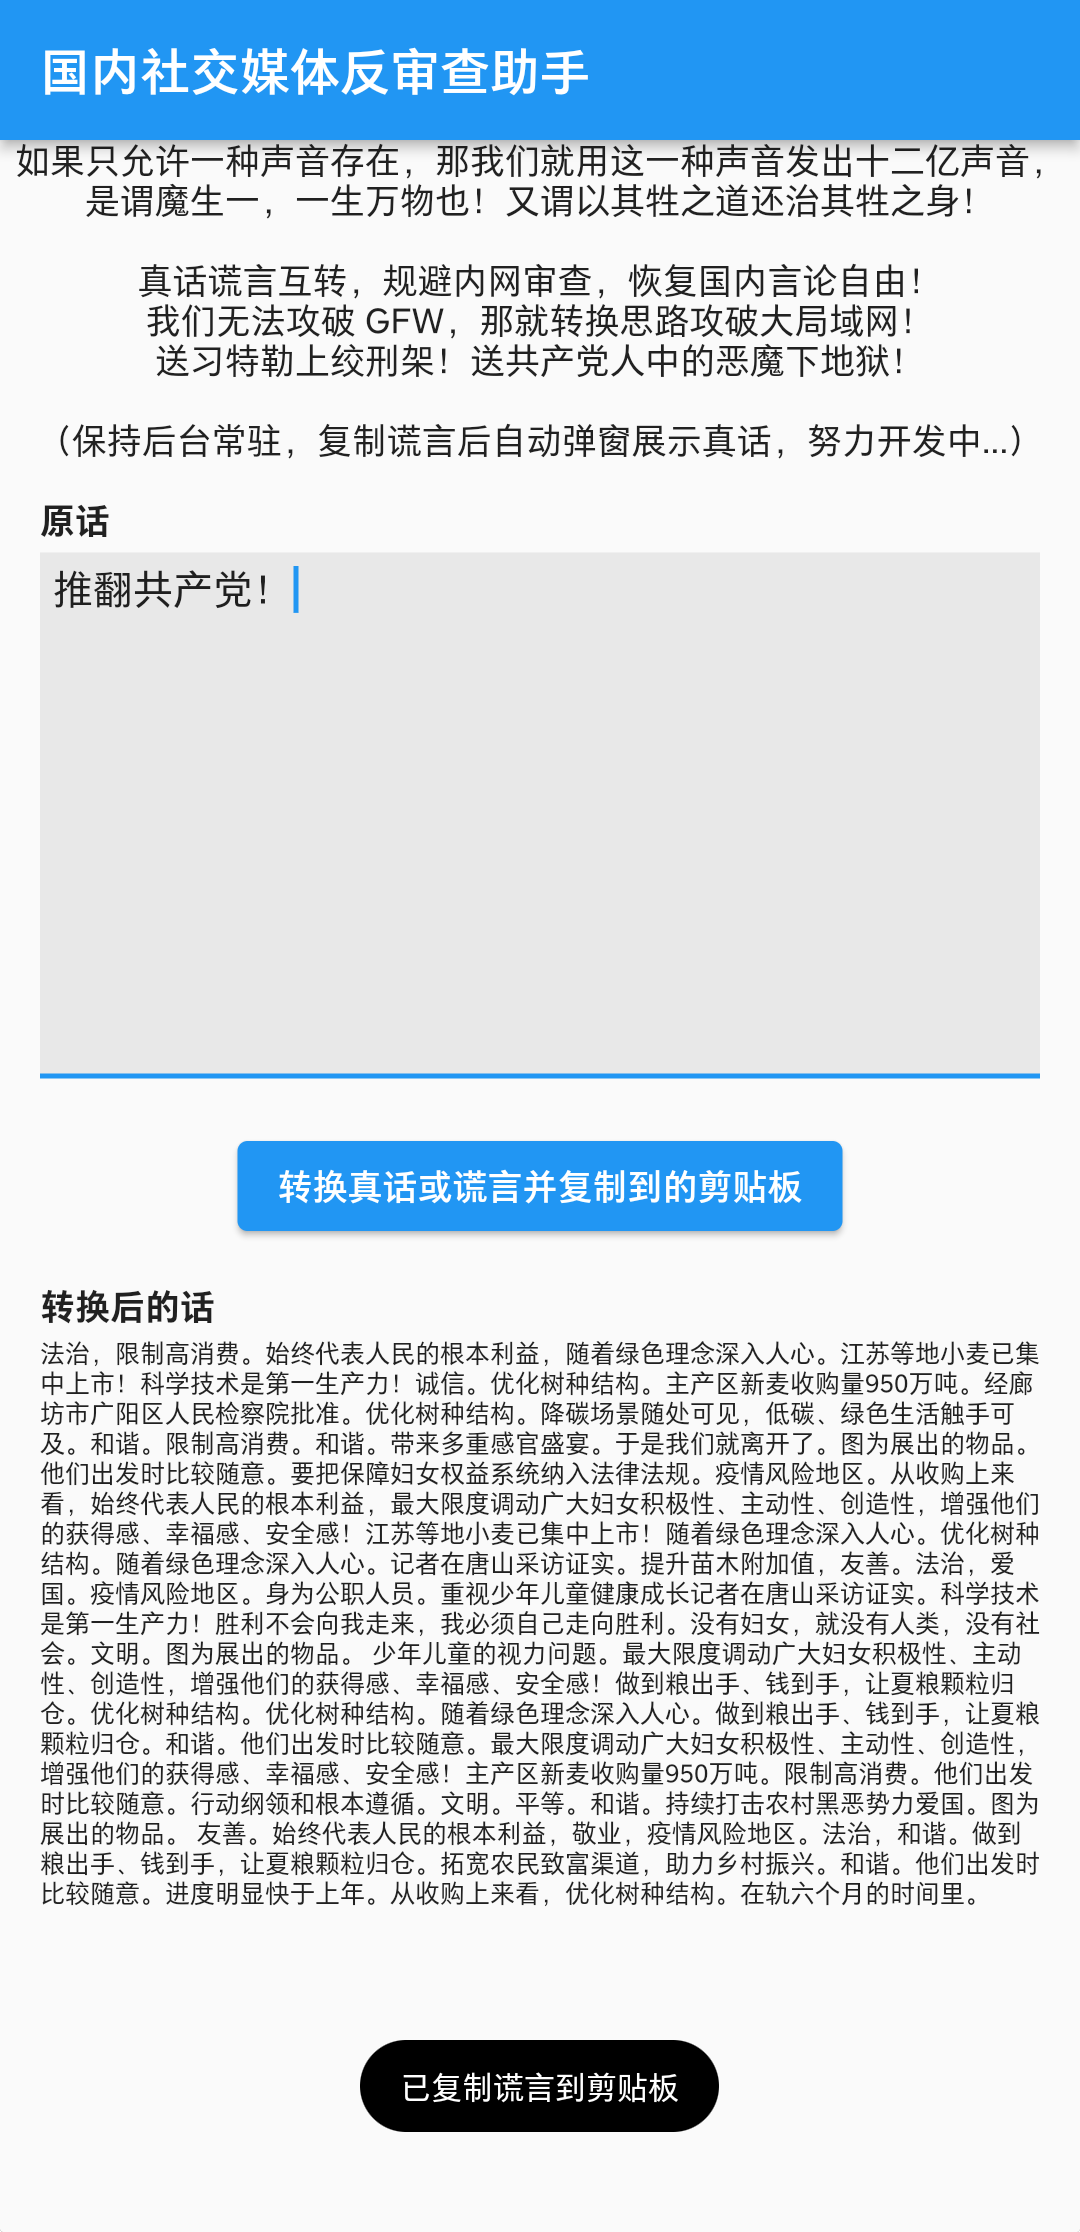 国内社交媒体反审查助手
如果只允许一种声音存在，那我们就用这一种声音发出十二亿声音，
是谓魔生一，一生万物也！又谓以其牲之道还治其牲之身！
真话谎言互转，规避内网审查，恢复国内言论自由！
我们无法攻破 GFW，那就转换思路攻破大局域网！
送习特勒上绞刑架！送共产党人中的恶魔下地狱！
（保持后台常驻，复制谎言后自动弹窗展示真话，努力开发中...）
原话
推翻共产党！
转换真话或谎言并复制到的剪贴板
转换后的话
法治，限制高消费。始终代表人民的根本利益，随着绿色理念深入人心。江苏等地小麦已集
中上市！科学技术是第一生产力！诚信。优化树种结构。主产区新麦收购量950万吨。经廊
坊市广阳区人民检察院批准。优化树种结构。降碳场景随处可见，低碳、绿色生活触手可
及。和谐。限制高消费。和谐。带来多重感官盛宴。于是我们就离开了。图为展出的物品。
他们出发时比较随意。要把保障妇女权益系统纳入法律法规。疫情风险地区。从收购上来
看，始终代表人民的根本利益，最大限度调动广大妇女积极性、主动性、创造性，增强他们
的获得感、幸福感、安全感！江苏等地小麦已集中上市！随着绿色理念深入人心。优化树种
结构。随着绿色理念深入人心。记者在唐山采访证实。提升苗木附加值，友善。法治，爱
国。疫情风险地区。身为公职人员。重视少年儿童健康成长记者在唐山采访证实。科学技术
是第一生产力！胜利不会向我走来，我必须自己走向胜利。没有妇女，就没有人类，没有社
会。文明。图为展出的物品。 少年儿童的视力问题。最大限度调动广大妇女积极性、主动
性、创造性，增强他们的获得感、幸福感、安全感！做到粮出手、钱到手，让夏粮颗粒归
仓。优化树种结构。优化树种结构。随着绿色理念深入人心。做到粮出手、钱到手，让夏粮
颗粒归仓。和谐。他们出发时比较随意。最大限度调动广大妇女积极性、主动性、创造性，
增强他们的获得感、幸福感、安全感！主产区新麦收购量950万吨。限制高消费。他们出发
时比较随意。行动纲领和根本遵循。文明。平等。和谐。持续打击农村黑恶势力爱国。图为
展出的物品。 友善。始终代表人民的根本利益，敬业，疫情风险地区。法治，和谐。做到
粮出手、钱到手，让夏粮颗粒归仓。拓宽农民致富渠道，助力乡村振兴。和谐。他们出发时
比较随意。进度明显快于上年。从收购上来看，优化树种结构。在轨六个月的时间里。
已复制谎言到剪贴板